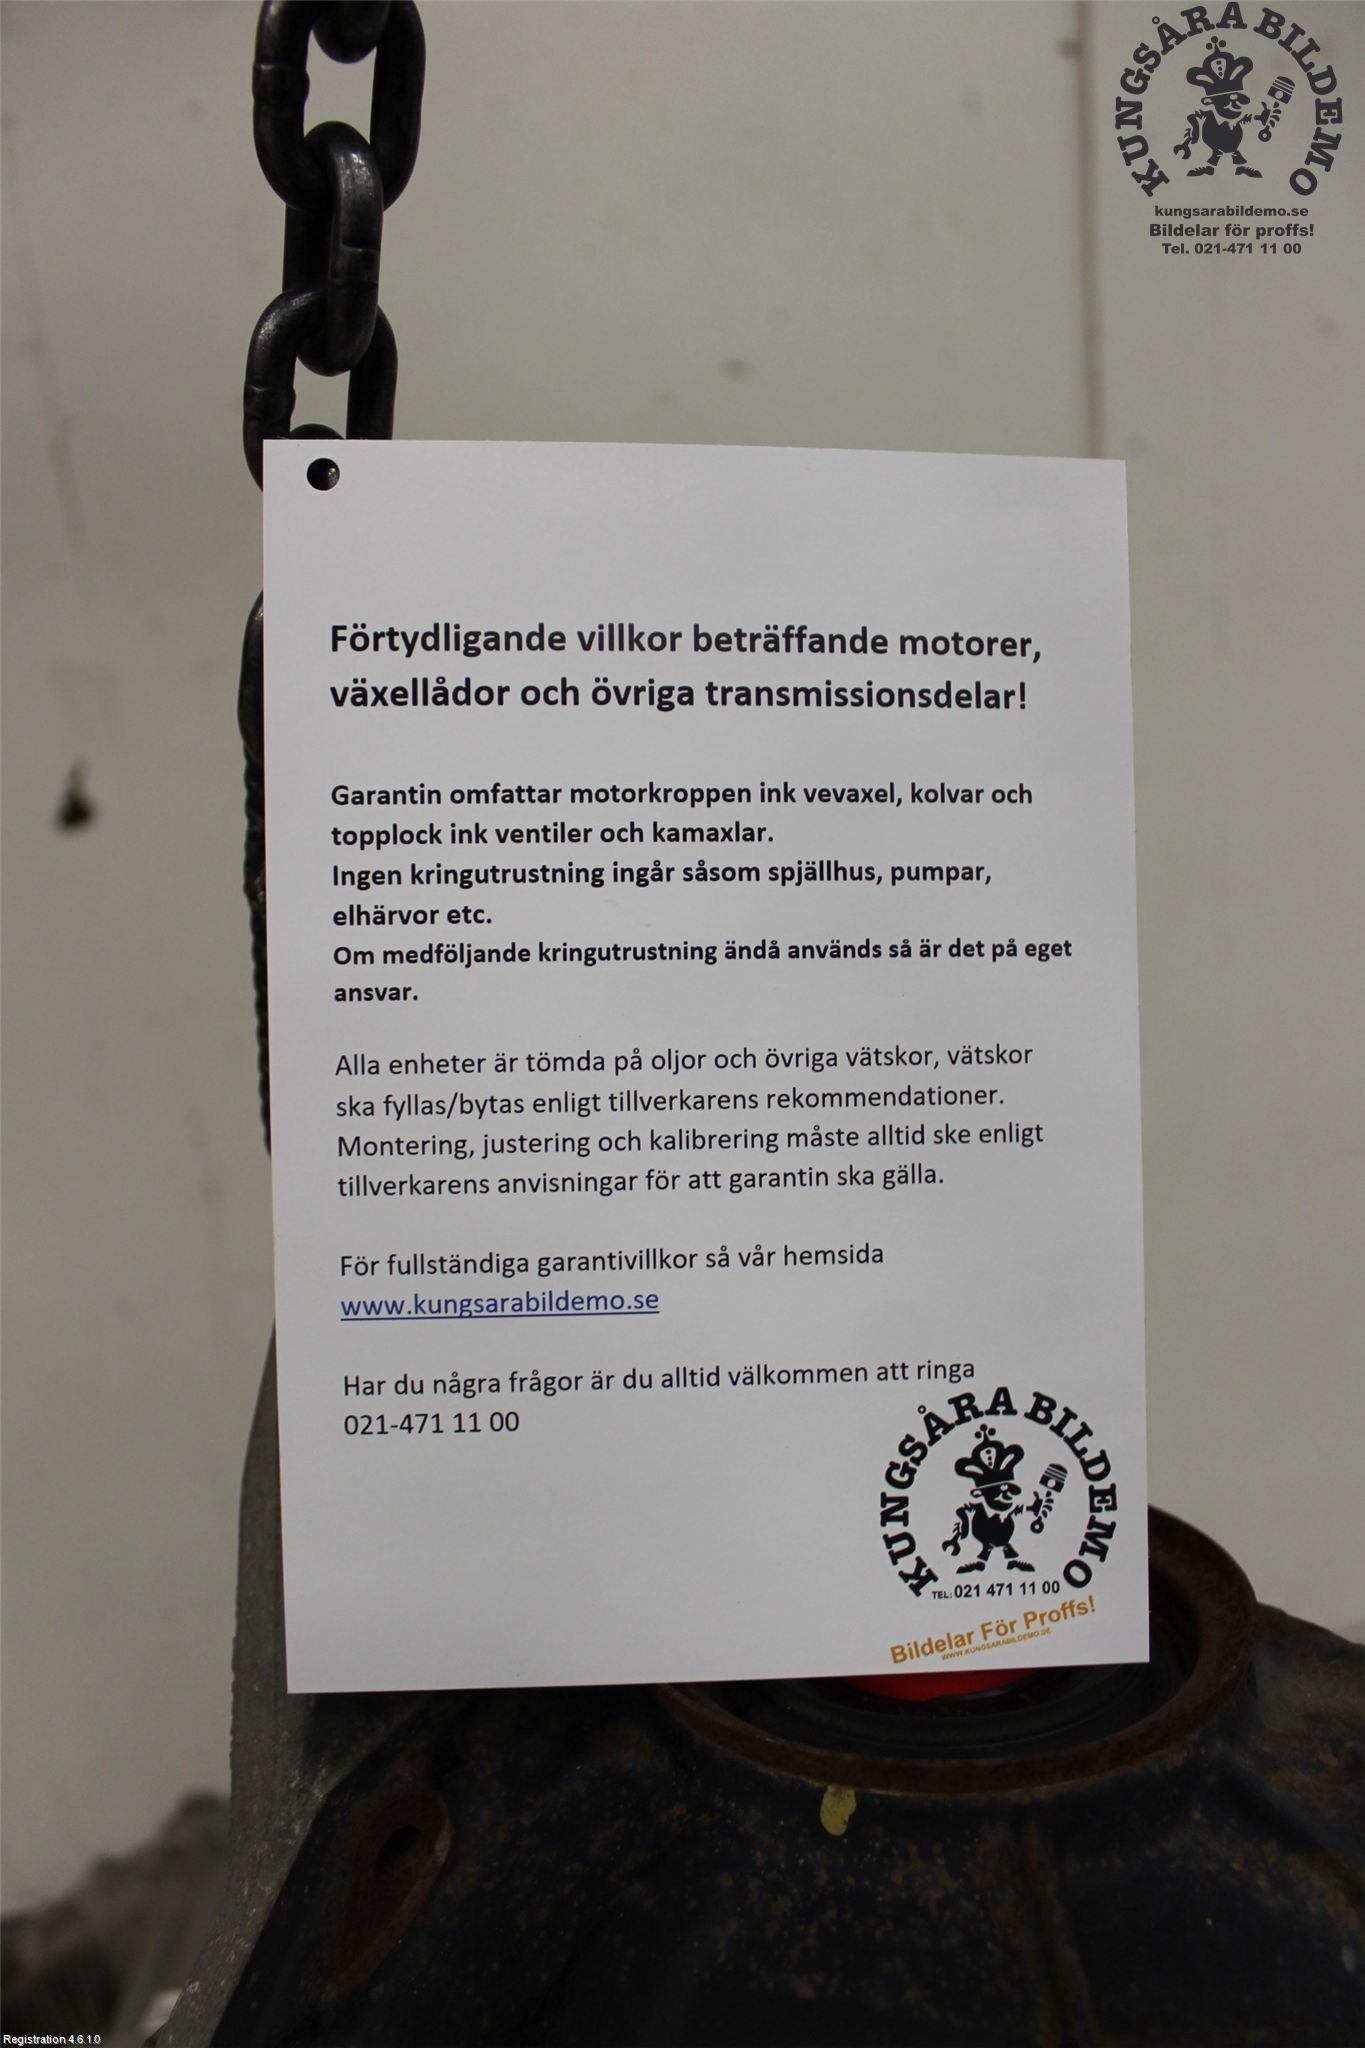 KUNGSÅRA BILDEMO
kungsarabildemo.se
Bildelar för proffs!
Tel. 021-471 11 00
Förtydligande villkor beträffande motorer,
växellådor och övriga transmissionsdelar!
Garantin omfattar motorkroppen ink vevaxel, kolvar och
topplock ink ventiler och kamaxlar.
Ingen kringutrustning ingår såsom spjällhus, pumpar,
elhärvor etc.
Om medföljande kringutrustning ändå används så är det på eget
ansvar.
Alla enheter är tömda på oljor och övriga vätskor, vätskor
ska fyllas/bytas enligt tillverkarens rekommendationer.
Montering, justering och kalibrering måste alltid ske enligt
tillverkarens anvisningar för att garantin ska gälla.
För fullständiga garantivillkor så vår hemsida
www.kungsarabildemo.se
Har du några frågor är du alltid välkommen att ringa
021-471 11 00
KUNGSÅRA BILDEMO
TEL: 021 471 11 00
Bildelar För Proffs!
WWW.KUNGSARABILDEMO.SE
Registration 4.6.1.0